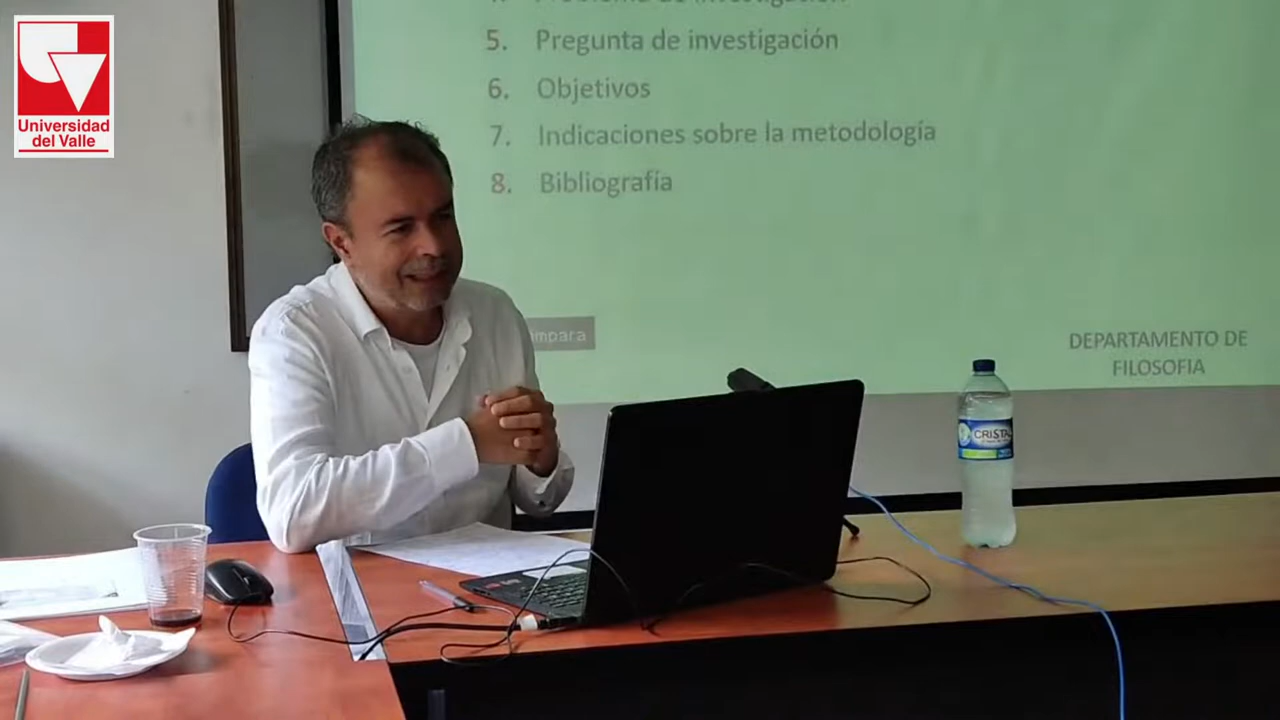 Universidad
del Valle
5. Pregunta de investigación
6. Objetivos
7. Indicaciones sobre la metodología
8. Bibliografía
DEPARTAMENTO DE
FILOSOFIA